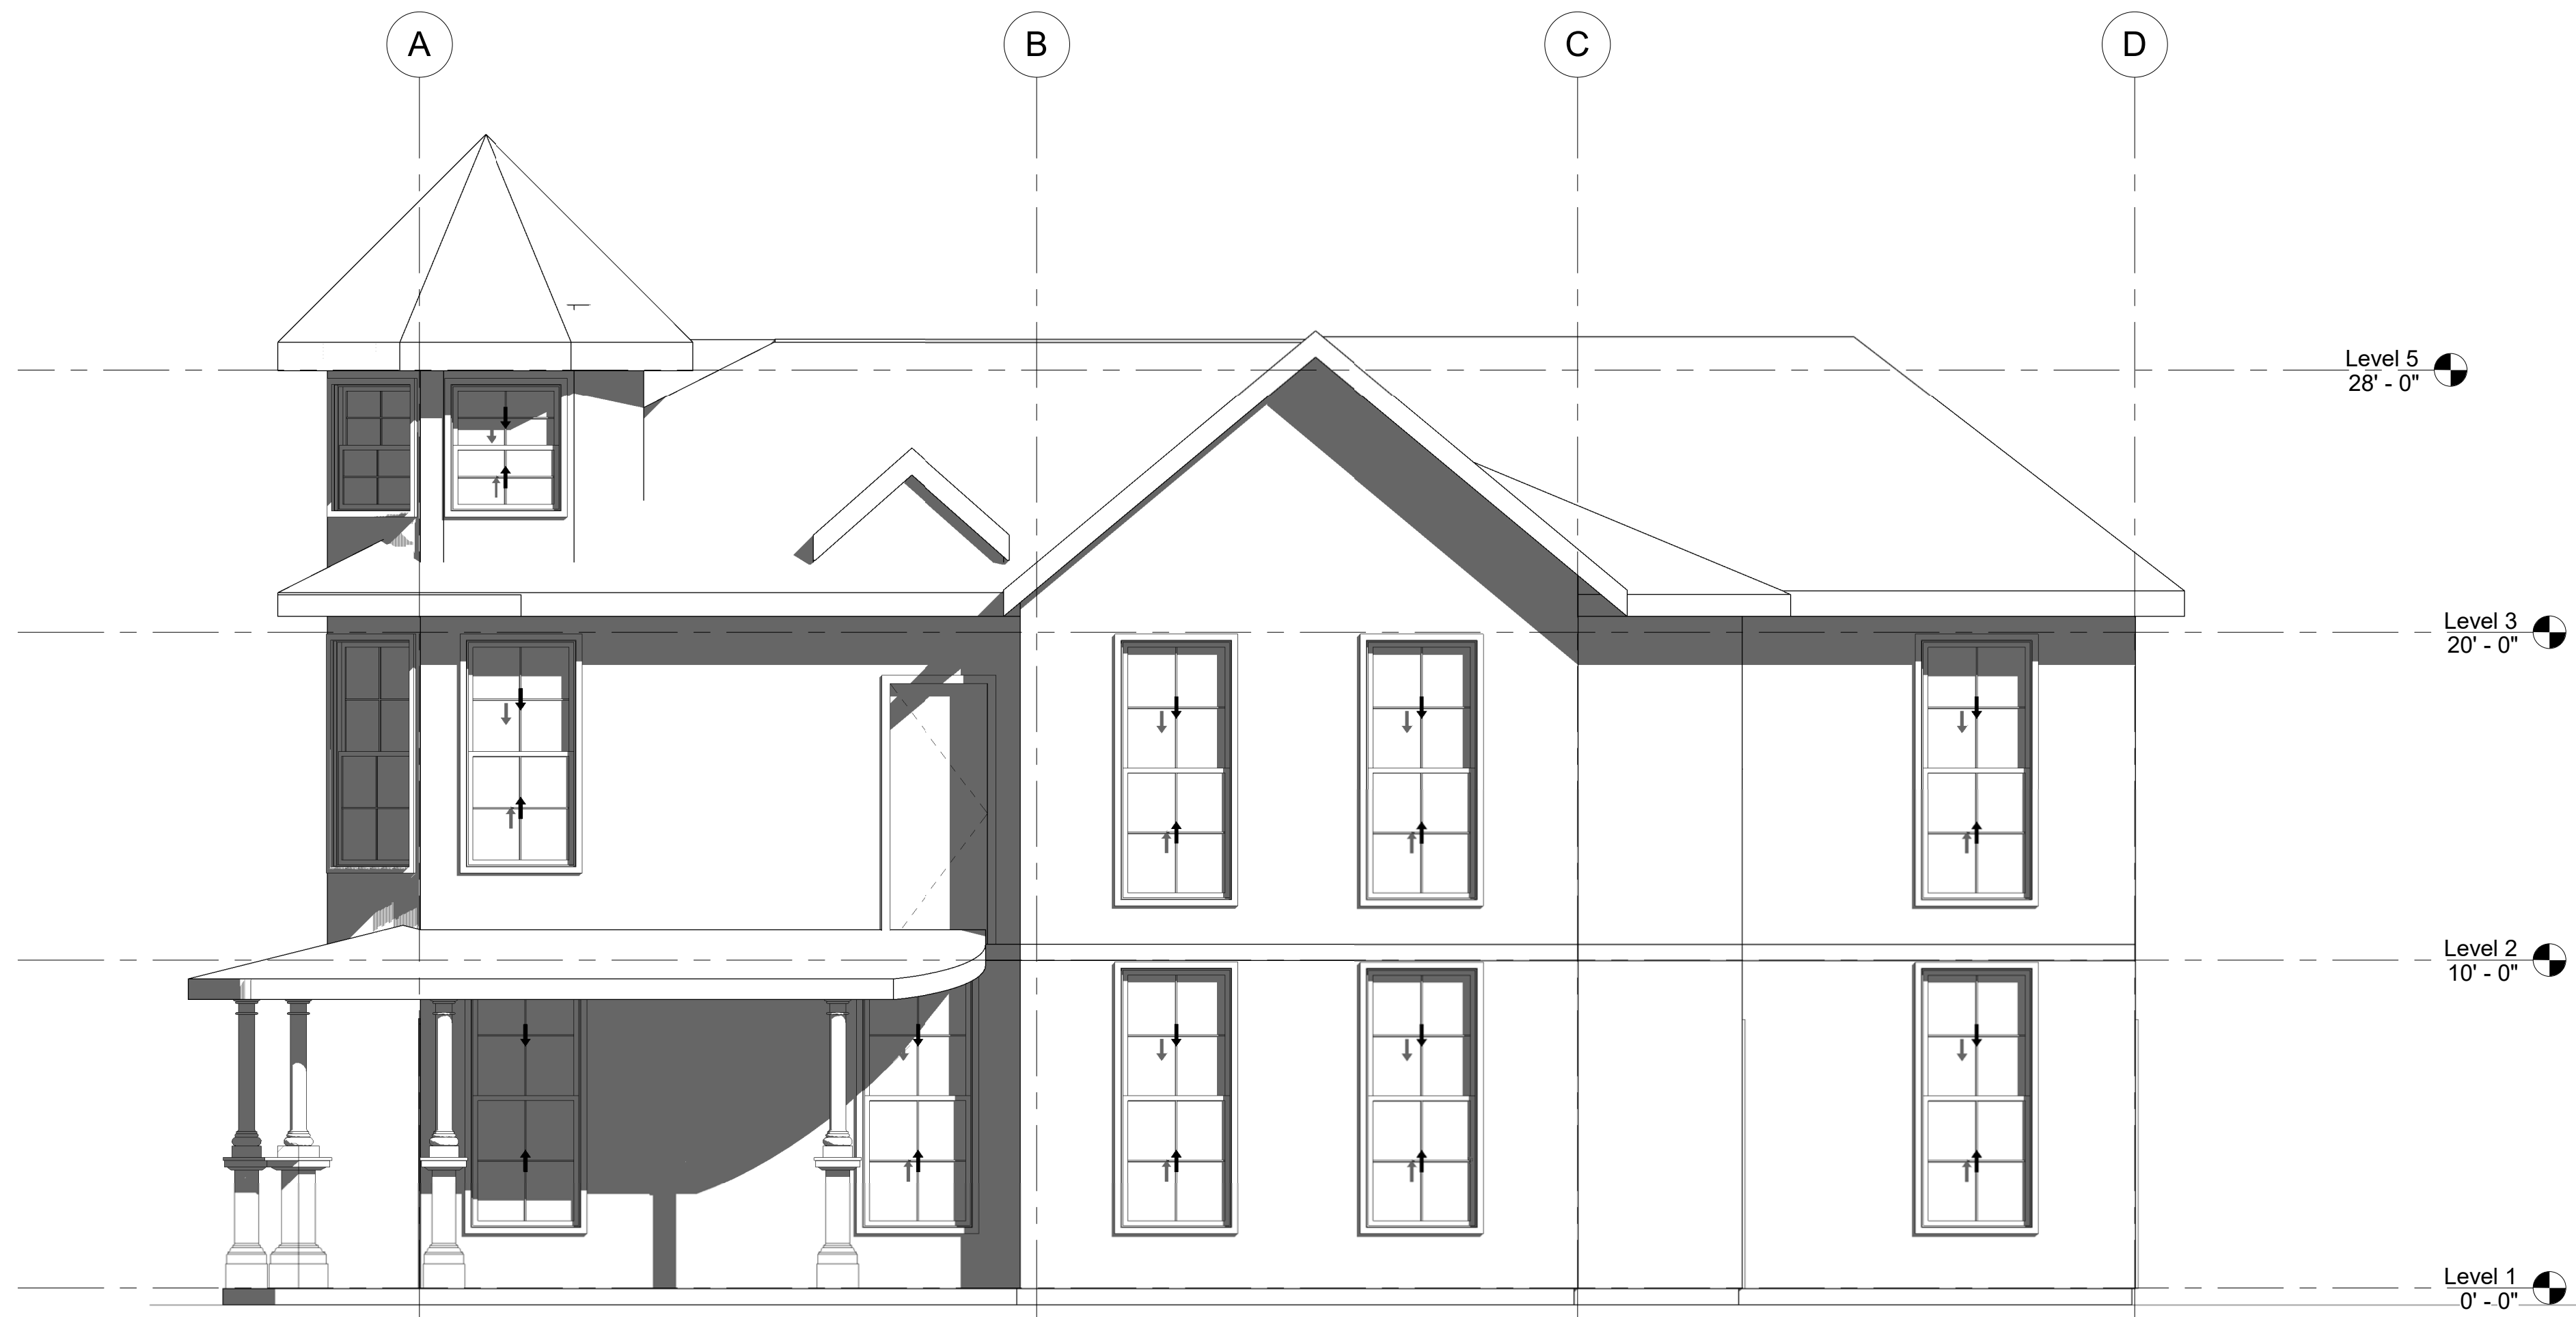 A
B
C
D
Level 5
28' - 0"
Level 3
20' - 0"
Level 2
10' - 0"
Level 1
0' - 0"